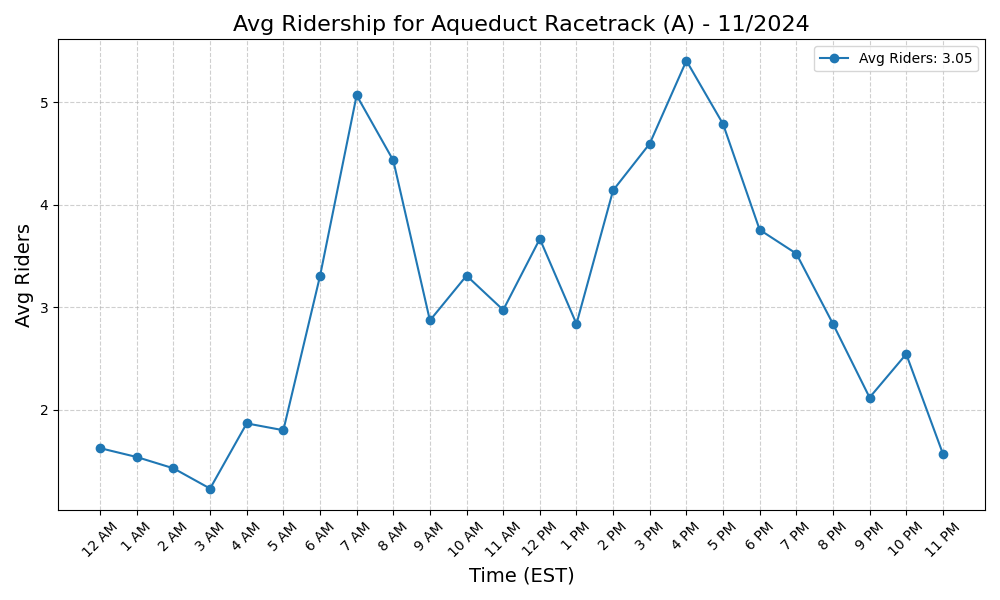 Avg Ridership for Aqueduct Racetrack (A) - 11/2024
Avg Riders: 3.05
Avg Riders
5
4
3
2
12 AM
1 AM
2 AM
3 AM
4 AM
5 AM
6 AM
7 AM
8 AM
9 AM
10 AM
11 AM
12 PM
1 PM
2 PM
3 PM
4 PM
5 PM
6 PM
7 PM
8 PM
9 PM
10 PM
11 PM
Time (EST)